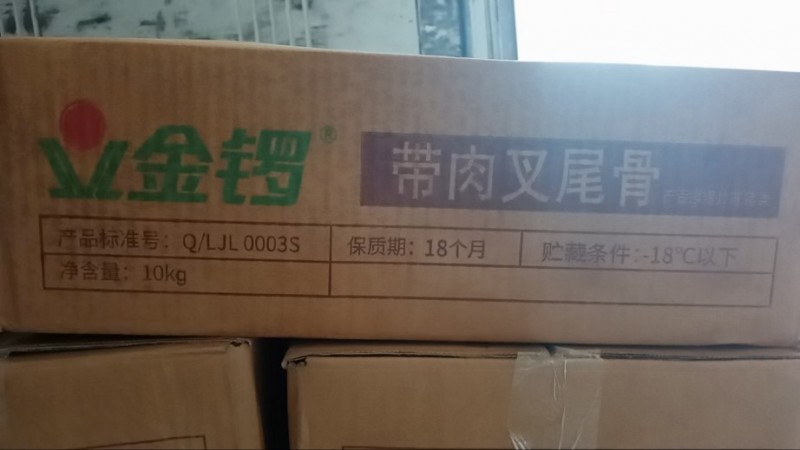 金锣®
带肉叉尾骨
产品标准号：Q/LJL 0003S
保质期：18个月
贮藏条件：-18℃以下
净含量：10kg